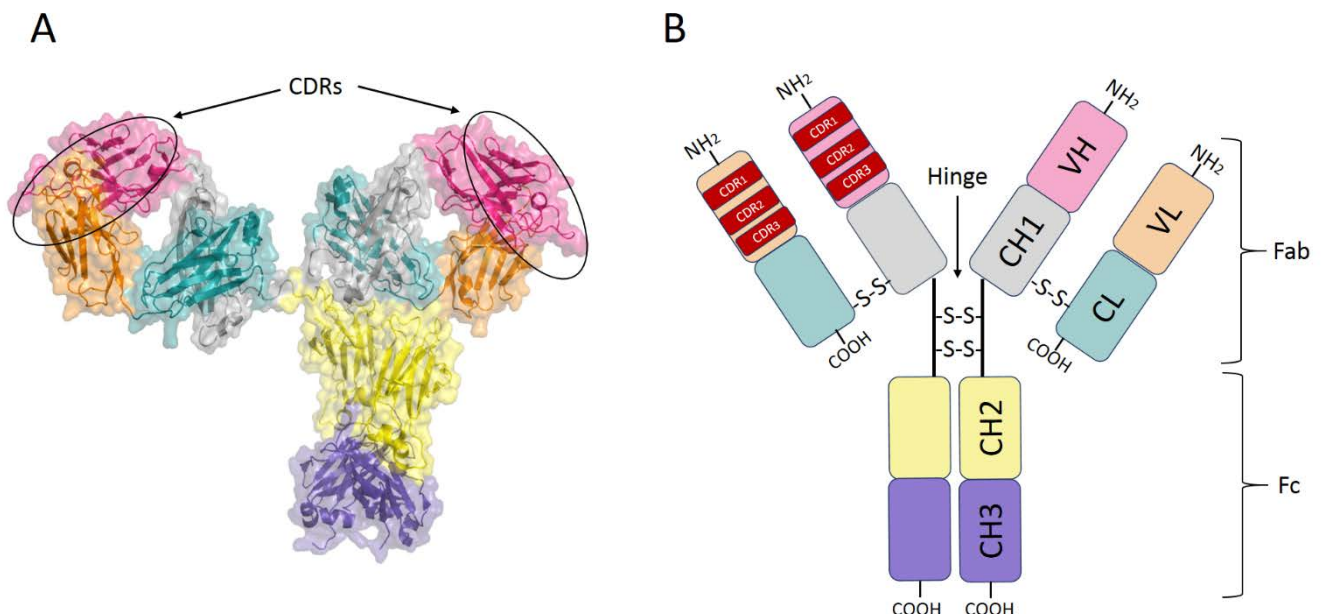 A
CDRs
B
NH2
CDR1
CDR2
CDR3
NH2
CDR1
CDR2
CDR3
Hinge
NH2
VH
CH1
NH2
VL
CL
Fab
-S-S-
COOH
-S-S-
-S-S-
-S-S-
COOH
CH2
CH3
Fc
COOH
COOH